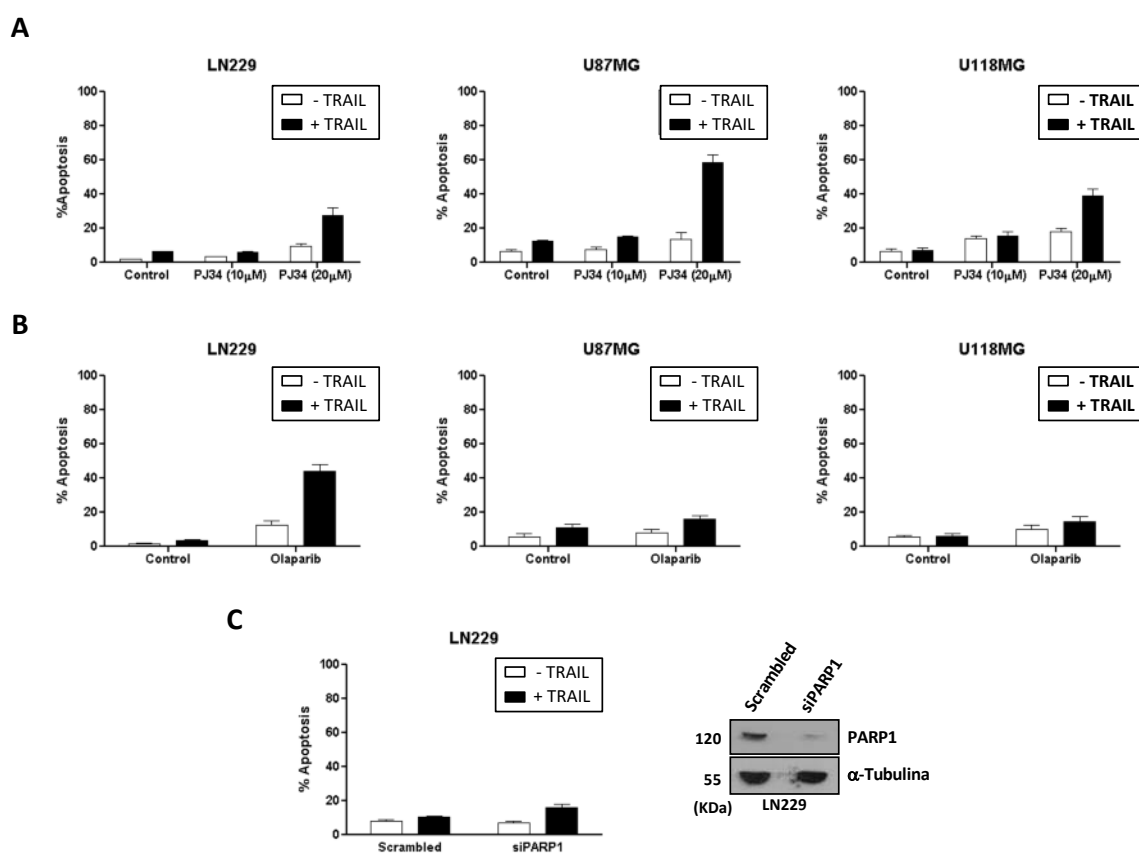 A
LN229
100
80
60
40
20
0
%Apoptosis
- TRAIL
+ TRAIL
Control
PJ34 (10μM)
PJ34 (20μM)
U87MG
100
80
60
40
20
0
% Apoptosis
- TRAIL
+ TRAIL
Control
PJ34 (10μM)
PJ34 (20μM)
U118MG
100
80
60
40
20
0
% Apoptosis
- TRAIL
+ TRAIL
Control
PJ34 (10μM)
PJ34 (20μM)
B
LN229
100
80
60
40
20
0
% Apoptosis
- TRAIL
+ TRAIL
Control
Olaparib
U87MG
100
80
60
40
20
0
% Apoptosis
- TRAIL
+ TRAIL
Control
Olaparib
U118MG
100
80
60
40
20
0
% Apoptosis
- TRAIL
+ TRAIL
Control
Olaparib
C
LN229
100
80
60
40
20
0
% Apoptosis
- TRAIL
+ TRAIL
Scrambled
siPARP1
Scrambled
siPARP1
120
PARP1
55
α-Tubulina
(KDa)
LN229